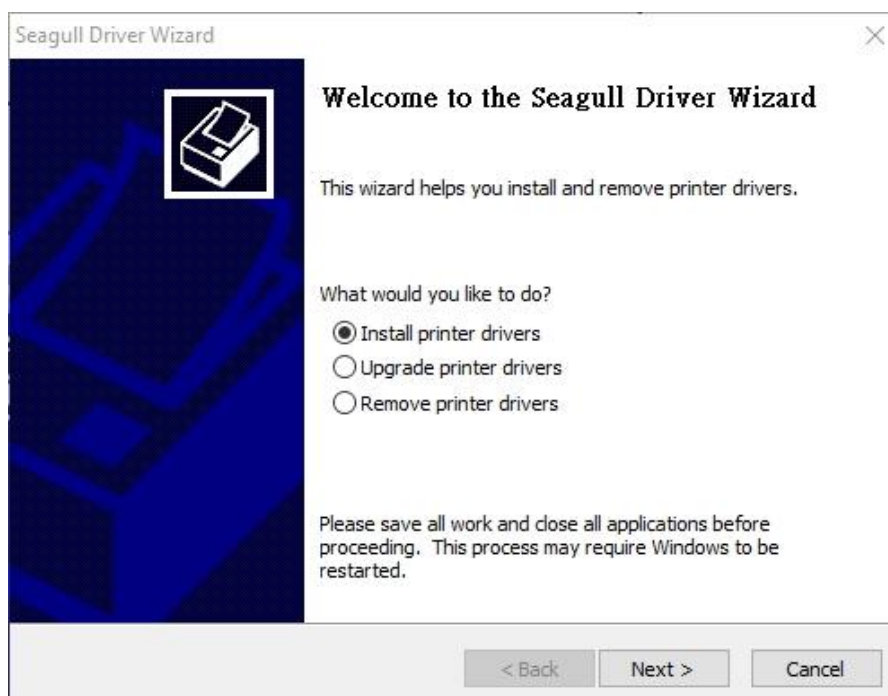 Seagull Driver Wizard
Welcome to the Seagull Driver Wizard
This wizard helps you install and remove printer drivers.
What would you like to do?
Install printer drivers
Upgrade printer drivers
Remove printer drivers
Please save all work and close all applications before
proceeding.  This process may require Windows to be
restarted.
< Back
Next >
Cancel